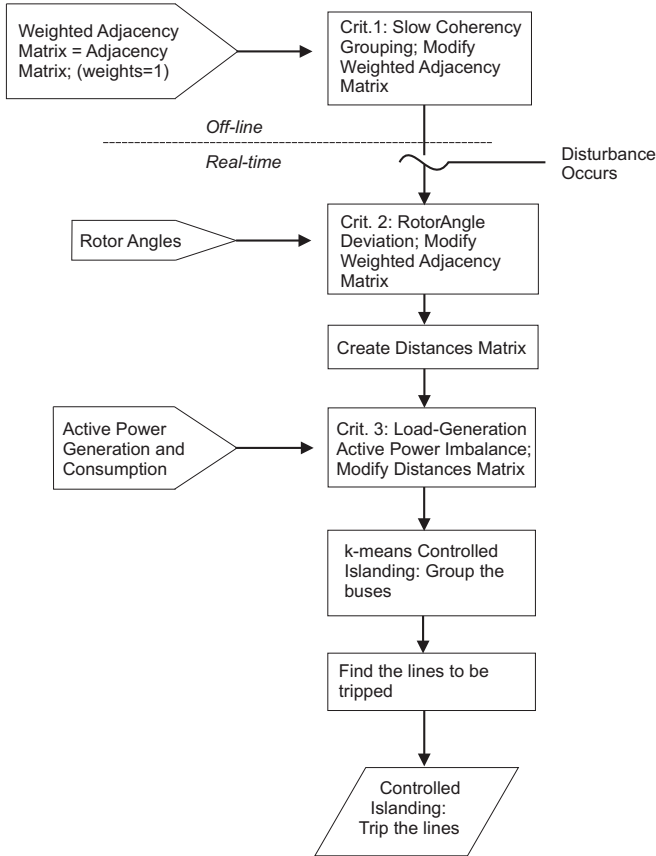 Weighted Adjacency
Matrix = Adjacency
Matrix; (weights=1)
Crit.1: Slow Coherency
Grouping; Modify
Weighted Adjacency
Matrix
Off-line
Real-time
Disturbance
Occurs
Rotor Angles
Crit. 2: RotorAngle
Deviation; Modify
Weighted Adjacency
Matrix
Create Distances Matrix
Active Power
Generation and
Consumption
Crit. 3: Load-Generation
Active Power Imbalance;
Modify Distances Matrix
k-means Controlled
Islanding: Group the
buses
Find the lines to be
tripped
Controlled
Islanding:
Trip the lines